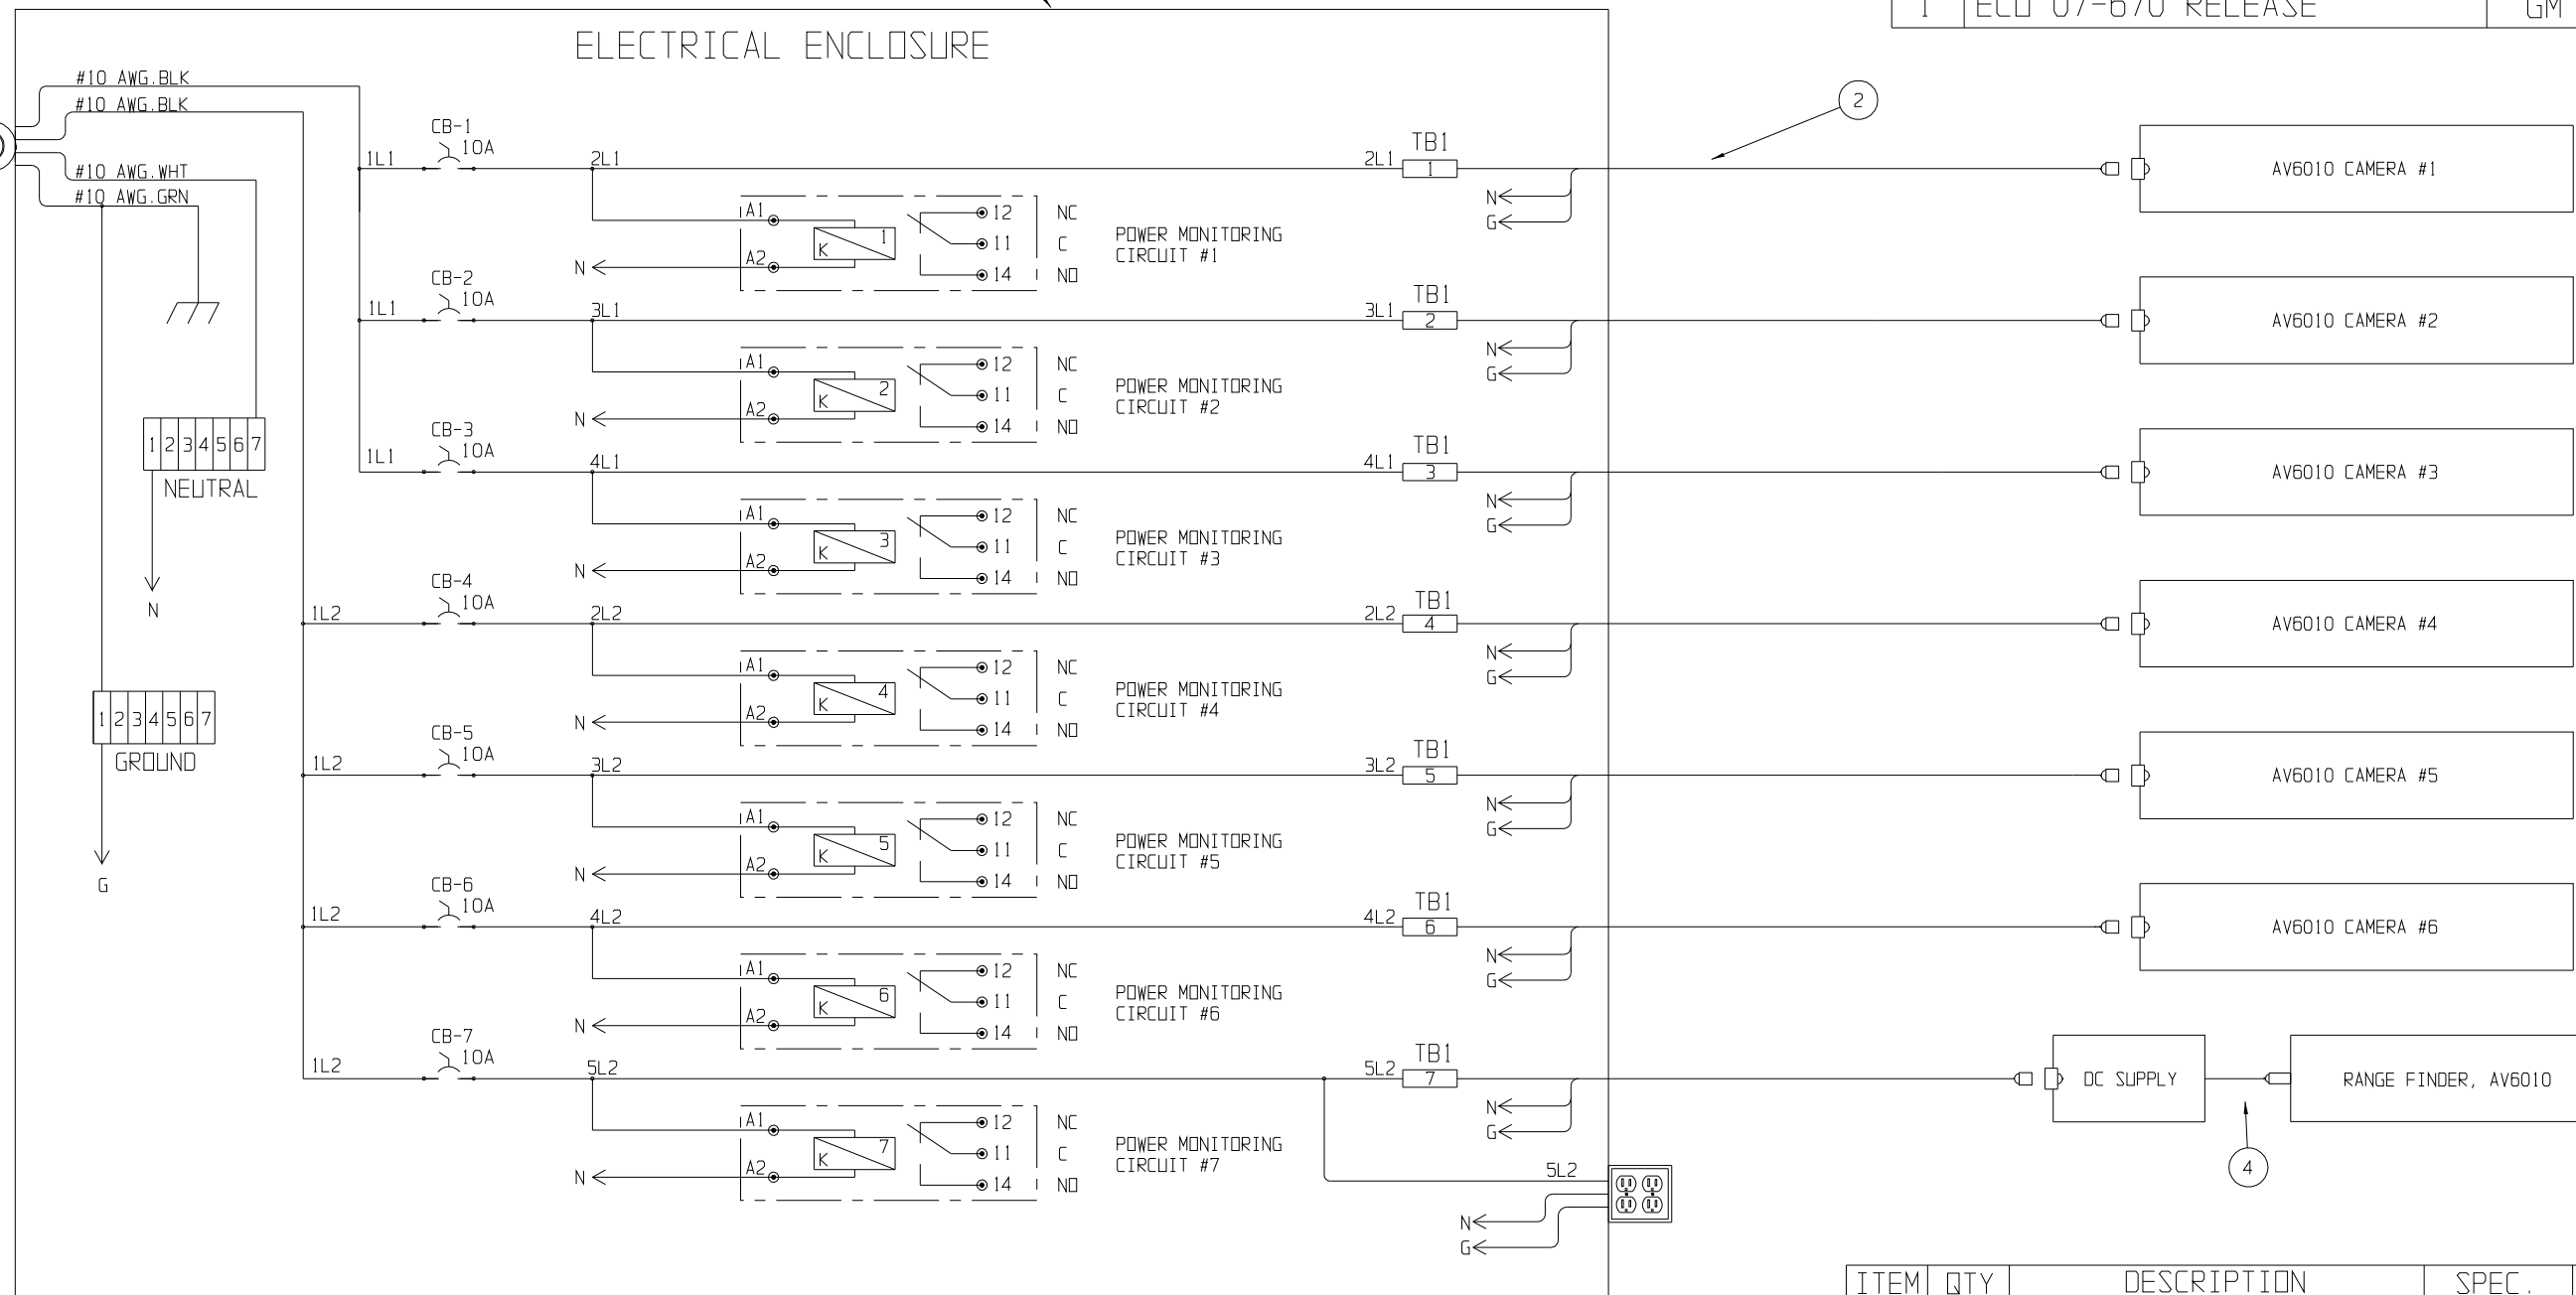 1 ECO 07-670 RELEASE GM
ELECTRICAL ENCLOSURE
#10 AWG.BLK
#10 AWG.BLK
#10 AWG.WHT
#10 AWG.GRN
1 2 3 4 5 6 7
NEUTRAL
N
1 2 3 4 5 6 7
GROUND
G
2
CB-1
10A
1L1 2L1 2L1
TB1
1
N
G
AV6010 CAMERA #1
A1
A2
K 1
12 NC
11 C
14 NO
N
POWER MONITORING
CIRCUIT #1
CB-2
10A
1L1 3L1 3L1
TB1
2
N
G
AV6010 CAMERA #2
A1
A2
K 2
12 NC
11 C
14 NO
N
POWER MONITORING
CIRCUIT #2
CB-3
10A
1L1 4L1 4L1
TB1
3
N
G
AV6010 CAMERA #3
A1
A2
K 3
12 NC
11 C
14 NO
N
POWER MONITORING
CIRCUIT #3
CB-4
10A
1L2 2L2 2L2
TB1
4
N
G
AV6010 CAMERA #4
A1
A2
K 4
12 NC
11 C
14 NO
N
POWER MONITORING
CIRCUIT #4
CB-5
10A
1L2 3L2 3L2
TB1
5
N
G
AV6010 CAMERA #5
A1
A2
K 5
12 NC
11 C
14 NO
N
POWER MONITORING
CIRCUIT #5
CB-6
10A
1L2 4L2 4L2
TB1
6
N
G
AV6010 CAMERA #6
A1
A2
K 6
12 NC
11 C
14 NO
N
POWER MONITORING
CIRCUIT #6
CB-7
10A
1L2 5L2 5L2
TB1
7
N
G
DC SUPPLY
RANGE FINDER, AV6010
4
A1
A2
K 7
12 NC
11 C
14 NO
N
POWER MONITORING
CIRCUIT #7
5L2
N
G
ITEM QTY DESCRIPTION SPEC.